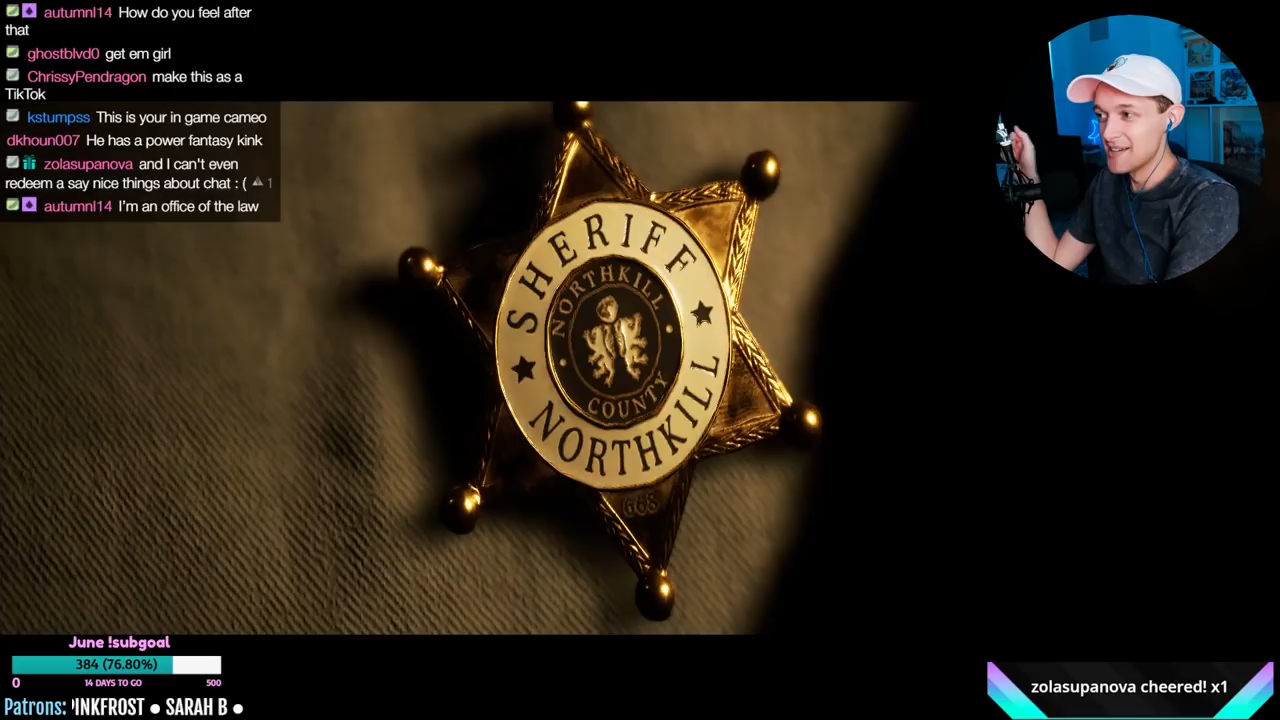 autumnl14 How do you feel after
that
ghostblvd0 get em girl
ChrissyPendragon make this as a
TikTok
kstumpss This is your in game cameo
dkhoun007 He has a power fantasy kink
zolasupanova and I can't even
redeem a say nice things about chat : ( 1
autumnl14 I'm an office of the law
SHERIFF
NORTHKILL
COUNTY
NORTHKILL
668
June !subgoal
384 (76.80%)
0 14 DAYS TO GO 500
Patrons: PINKFROST ● SARAH B ●
zolasupanova cheered! x1